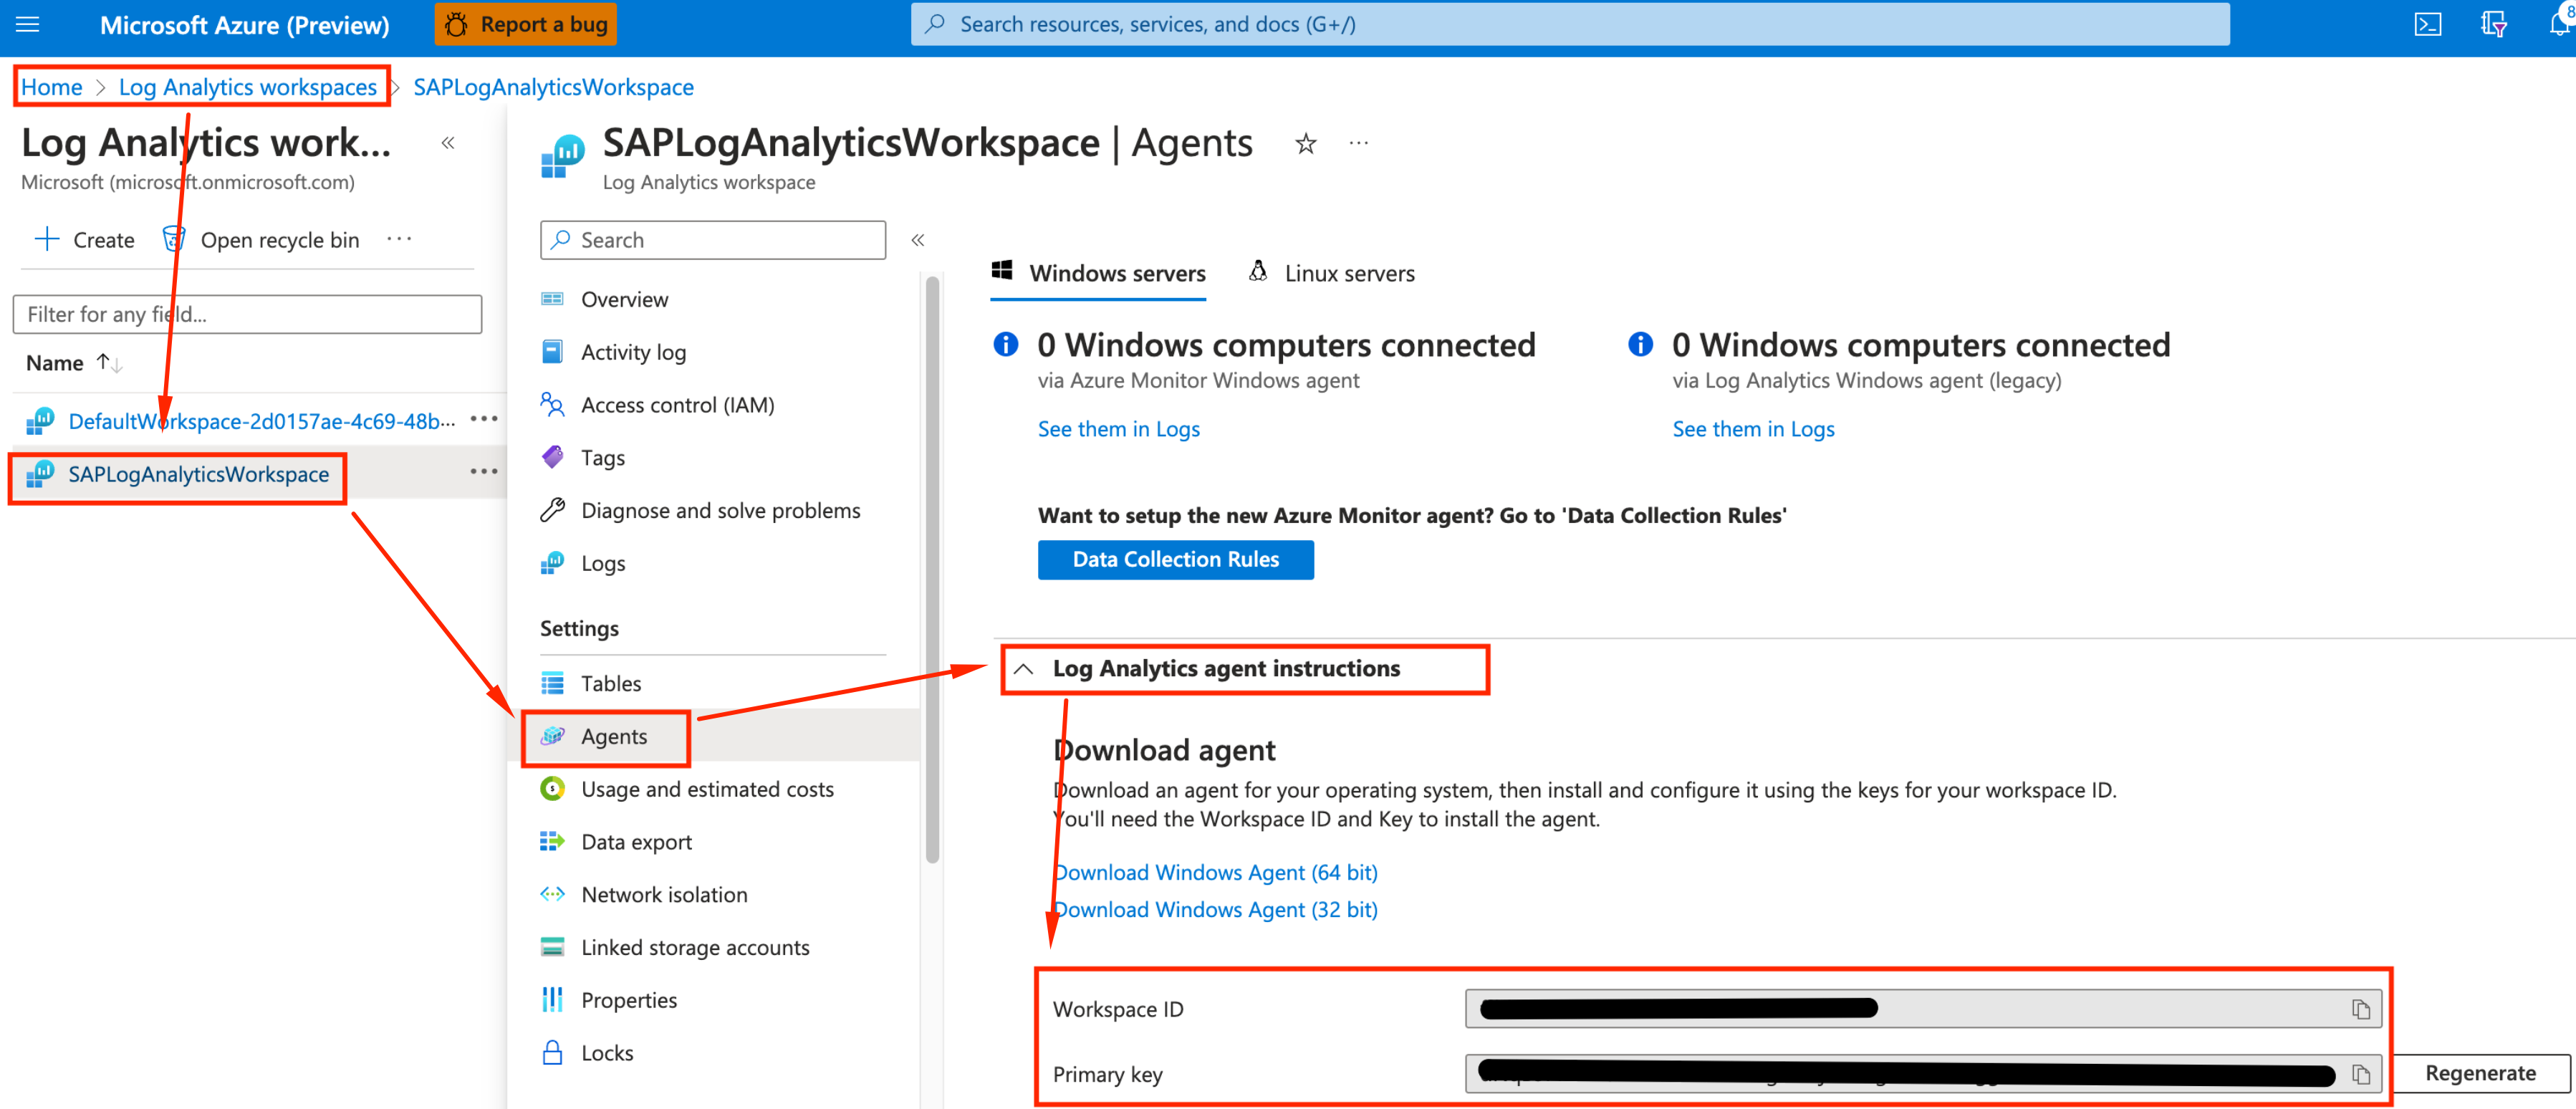 Microsoft Azure (Preview)
Report a bug
Search resources, services, and docs (G+/)
8
Home > Log Analytics workspaces > SAPLogAnalyticsWorkspace
Log Analytics work...
Microsoft (microsoft.onmicrosoft.com)
Create
Open recycle bin
Filter for any field...
Name
DefaultWorkspace-2d0157ae-4c69-48b...
SAPLogAnalyticsWorkspace
SAPLogAnalyticsWorkspace | Agents
Log Analytics workspace
Search
Overview
Activity log
Access control (IAM)
Tags
Diagnose and solve problems
Logs
Settings
Tables
Agents
Usage and estimated costs
Data export
Network isolation
Linked storage accounts
Properties
Locks
Windows servers
Linux servers
0 Windows computers connected
via Azure Monitor Windows agent
See them in Logs
0 Windows computers connected
via Log Analytics Windows agent (legacy)
See them in Logs
Want to setup the new Azure Monitor agent? Go to 'Data Collection Rules'
Data Collection Rules
Log Analytics agent instructions
Download agent
Download an agent for your operating system, then install and configure it using the keys for your workspace ID.
You'll need the Workspace ID and Key to install the agent.
Download Windows Agent (64 bit)
Download Windows Agent (32 bit)
Workspace ID
Primary key
Regenerate